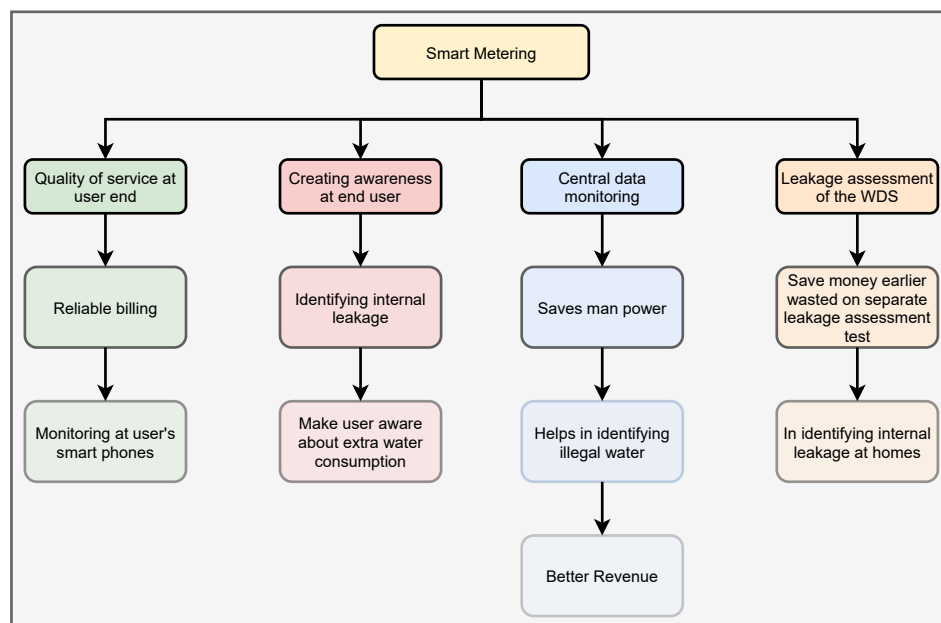 Smart Metering
Quality of service at
user end
Creating awareness
at end user
Central data
monitoring
Leakage assessment
of the WDS
Reliable billing
Identifying internal
leakage
Saves man power
Save money earlier
wasted on separate
leakage assessment
test
Monitoring at user's
smart phones
Make user aware
about extra water
consumption
Helps in identifying
illegal water
In identifying internal
leakage at homes
Better Revenue